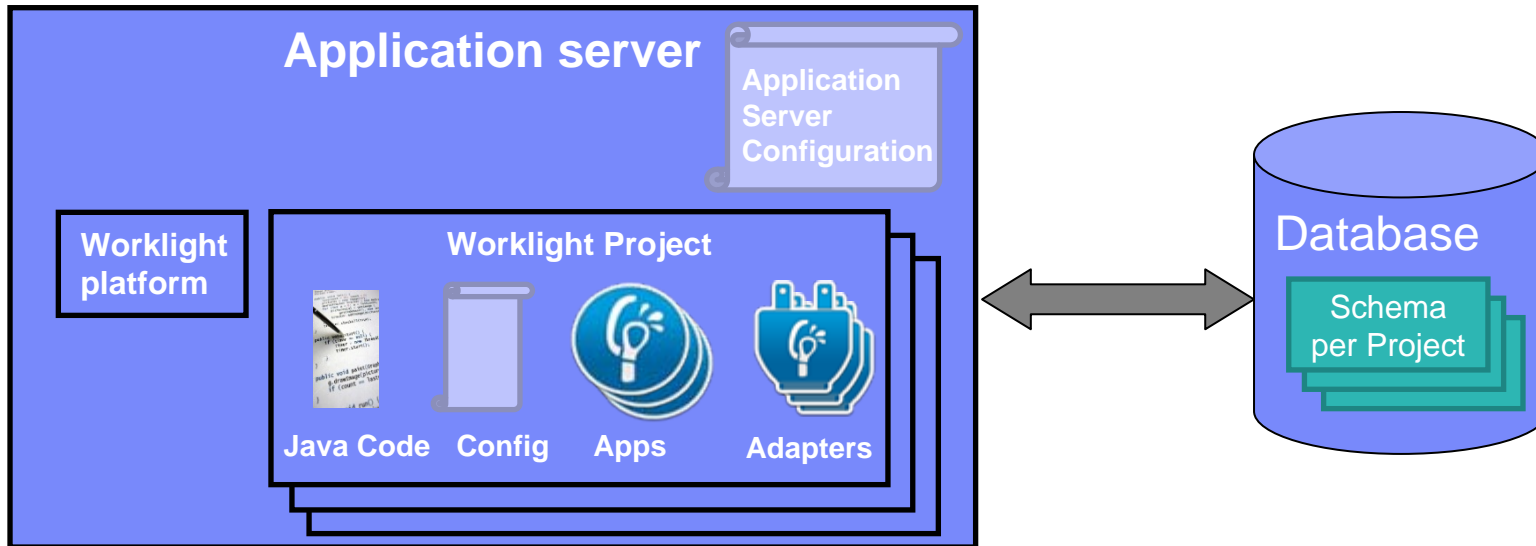 Application server
Application
Server
Configuration
Worklight
platform
Worklight Project
Java Code
Config
Apps
Adapters
Database
Schema
per Project